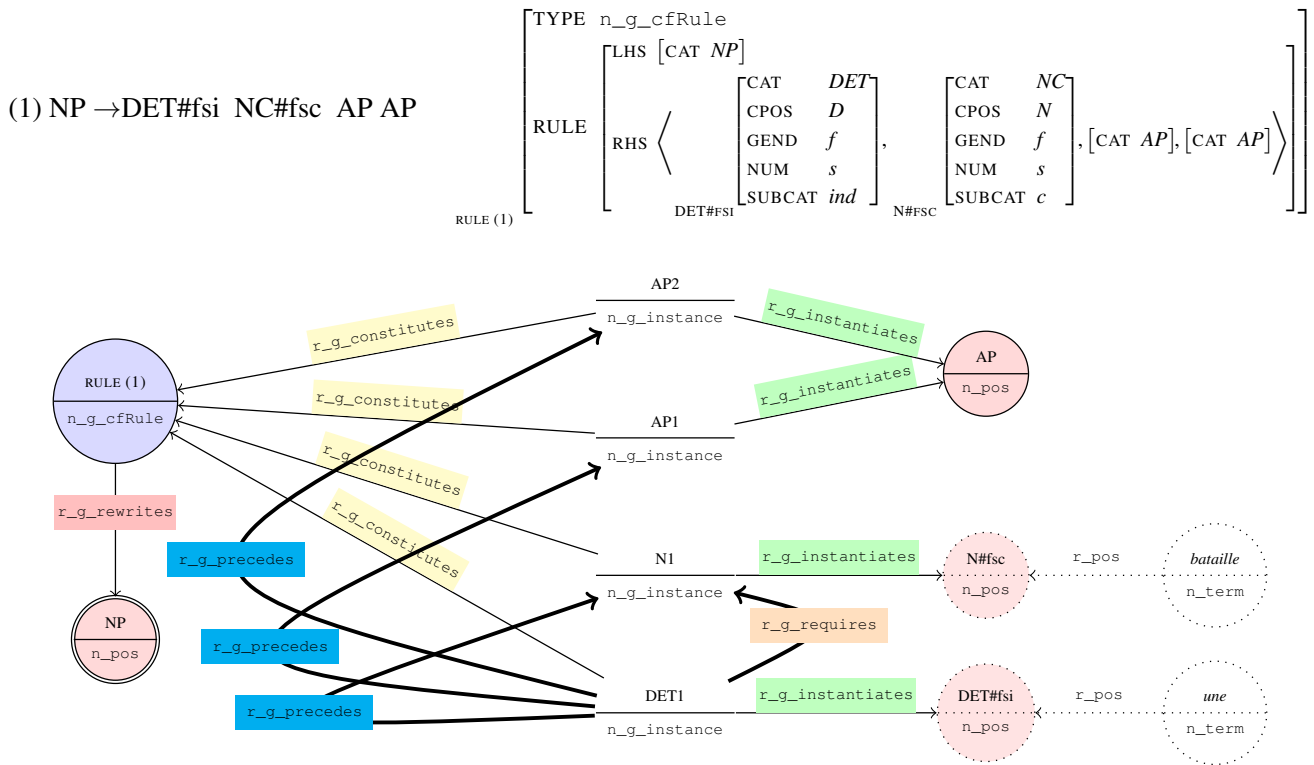 (1) NP →DET#fsi NC#fsc AP AP
TYPE n_g_cfRule
LHS [CAT NP]
RULE
RHS
CAT DET
CPOS D
GEND f
NUM s
SUBCAT ind
DET#FSI
,
CAT NC
CPOS N
GEND f
NUM s
SUBCAT c
N#FSC
, [CAT AP], [CAT AP]
RULE (1)
AP2
n_g_instance
r_g_constitutes
r_g_instantiates
RULE (1)
n_g_cfRule
AP
n_pos
r_g_constitutes
r_g_instantiates
AP1
n_g_instance
r_g_constitutes
r_g_rewrites
r_g_constitutes
r_g_precedes
N1
n_g_instance
r_g_instantiates
N#fsc
n_pos
r_pos
bataille
n_term
NP
n_pos
r_g_precedes
r_g_requires
r_g_precedes
DET1
n_g_instance
r_g_instantiates
DET#fsi
n_pos
r_pos
une
n_term